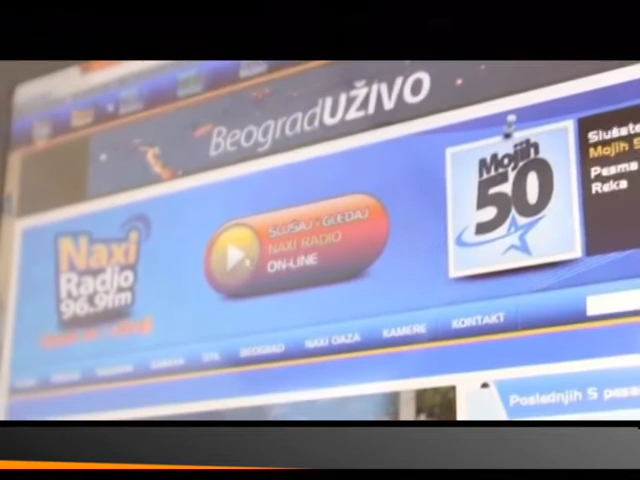 BeogradUŽIVO
Mojih
50
Slušate
Mojih 5
Pesma
Reka
SLUŠAJ I GLEDAJ
NAXI RADIO
ON-LINE
Naxi
Radio
96.9fm
BEOGRAD NAXI OAZA KAMERE KONTAKT
Poslednjih 5 pesa